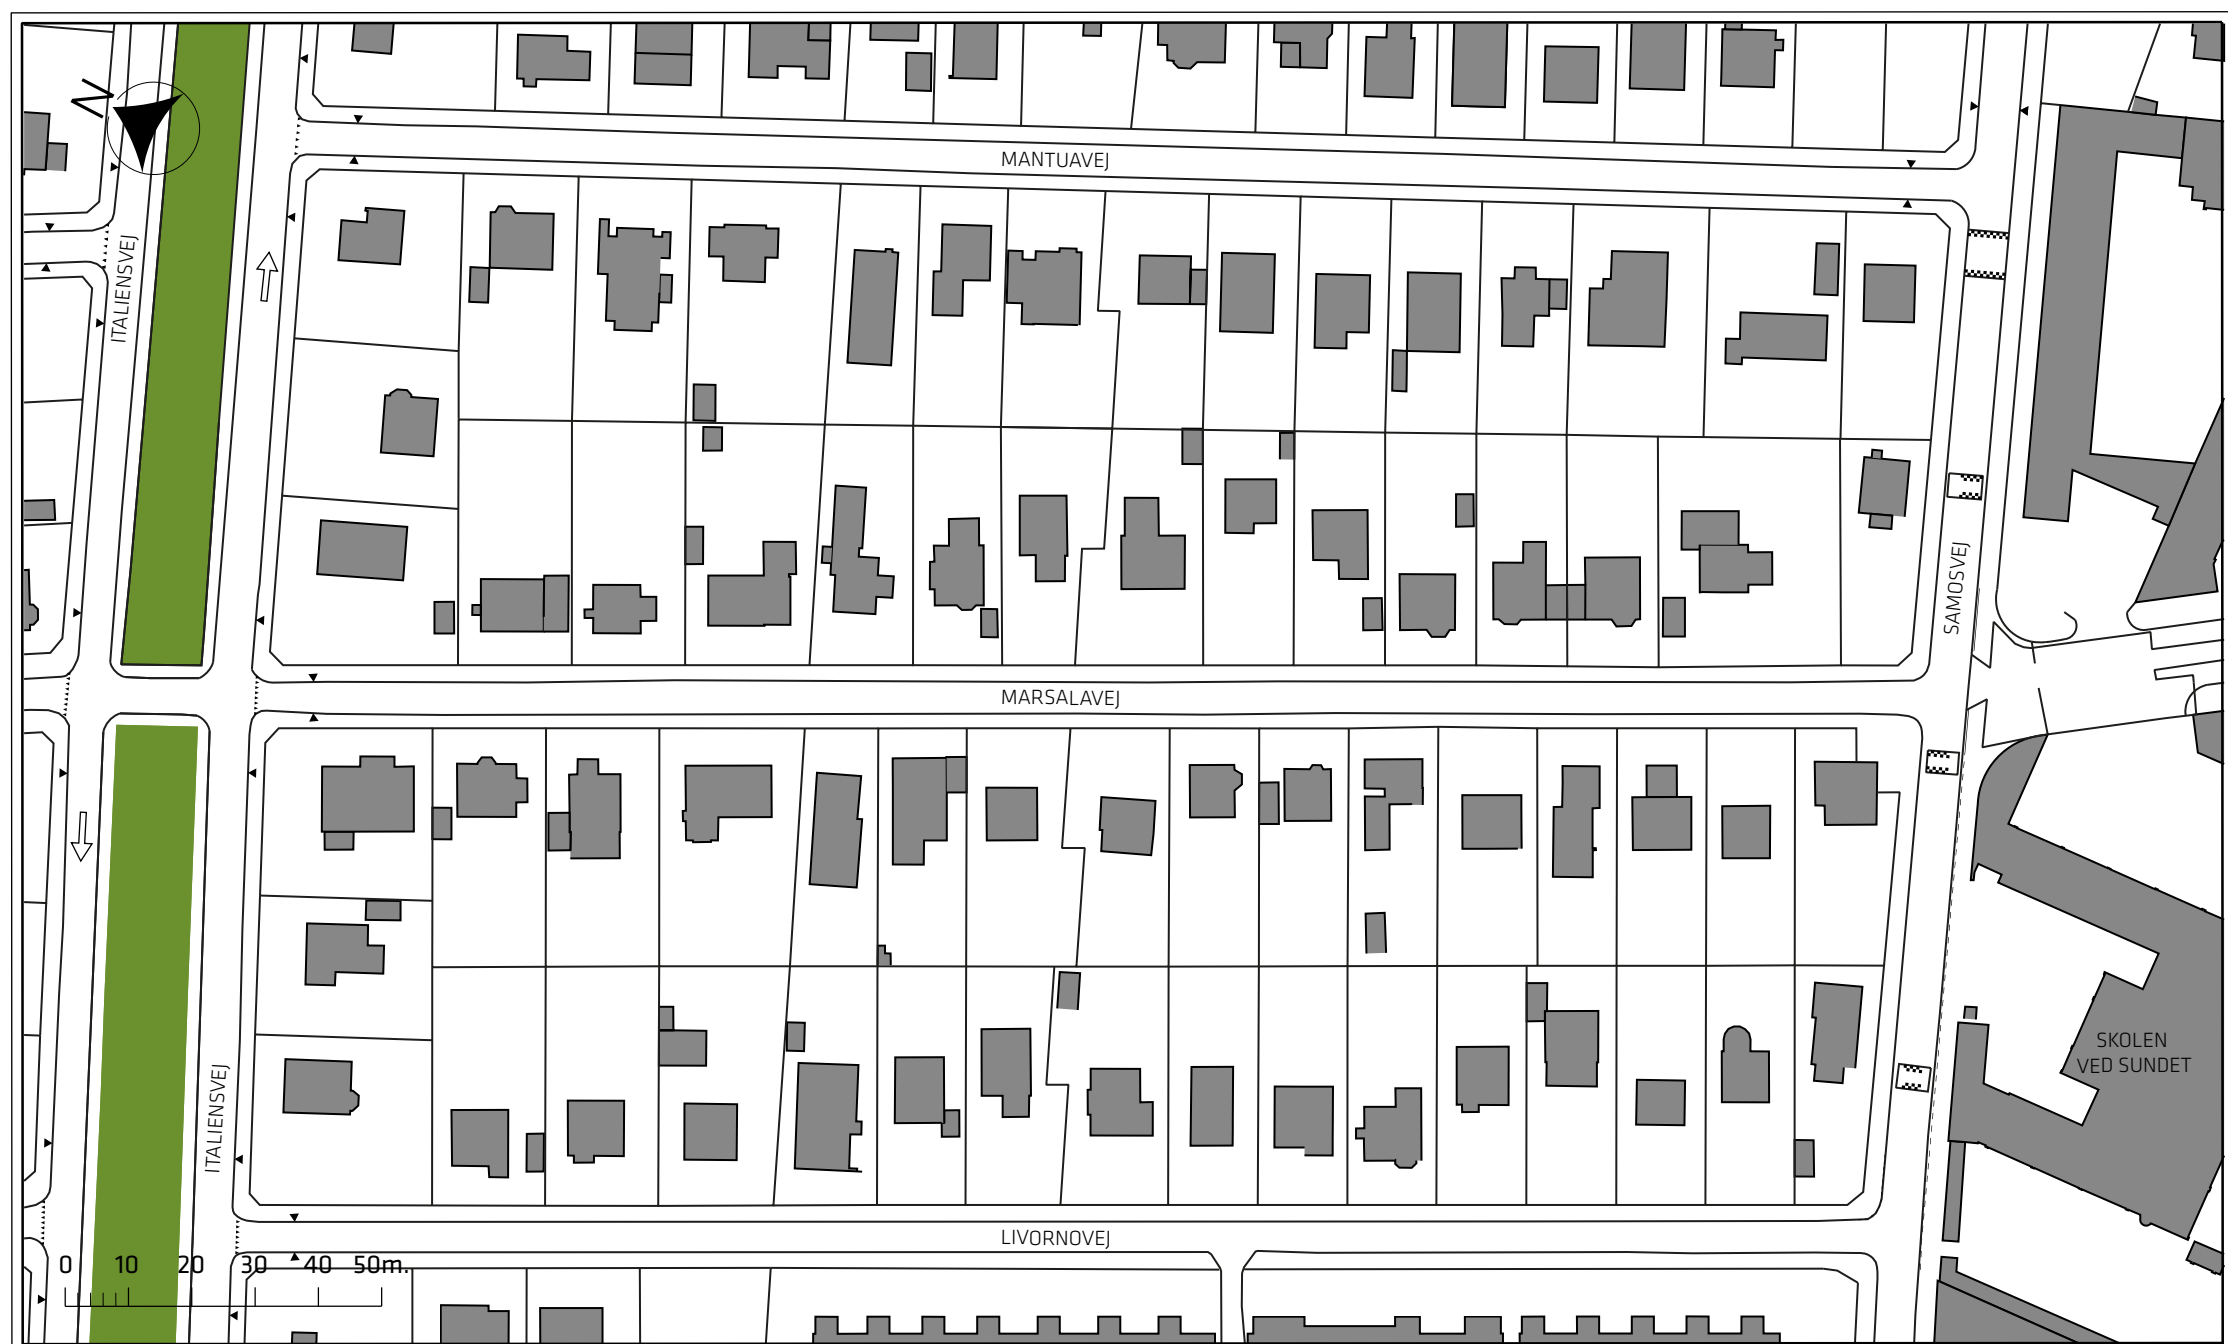 N
MANTUAVEJ
ITALIENSVEJ
SAMOSVEJ
MARSALAVEJ
SKOLEN
VED SUNDET
ITALIENSVEJ
LIVORNOVEJ
0 10 20 30 40 50m.